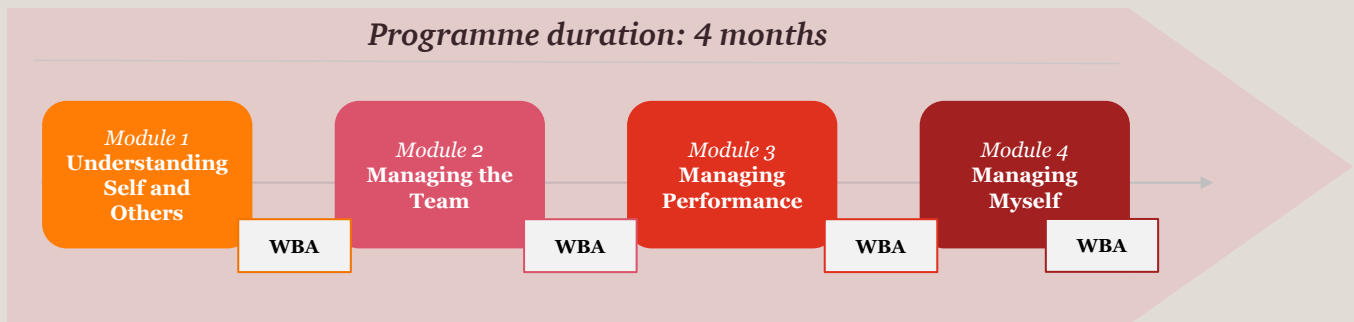 Programme duration: 4 months
Module 1
Understanding
Self and
Others
WBA
Module 2
Managing the
Team
WBA
Module 3
Managing
Performance
WBA
Module 4
Managing
Myself
WBA